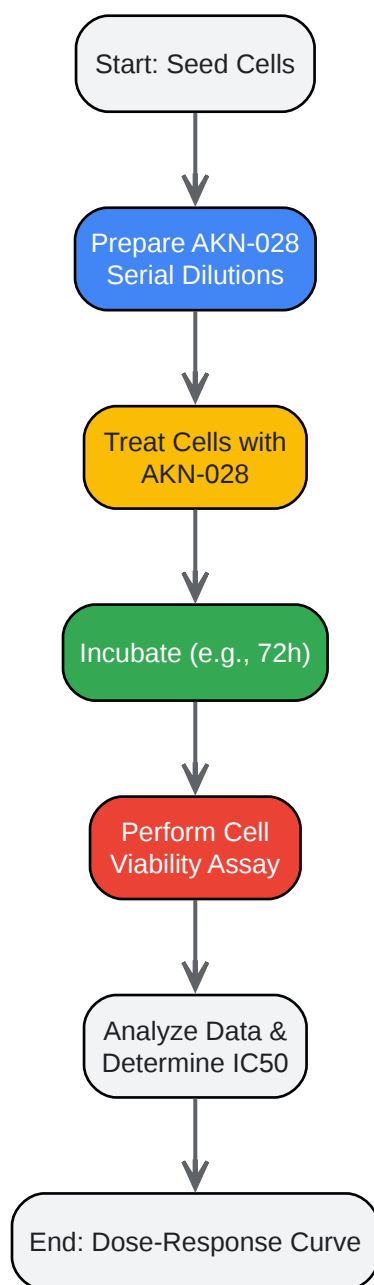 Start: Seed Cells
Prepare AKN-028
Serial Dilutions
Treat Cells with
AKN-028
Incubate (e.g., 72h)
Perform Cell
Viability Assay
Analyze Data &
Determine IC50
End: Dose-Response Curve